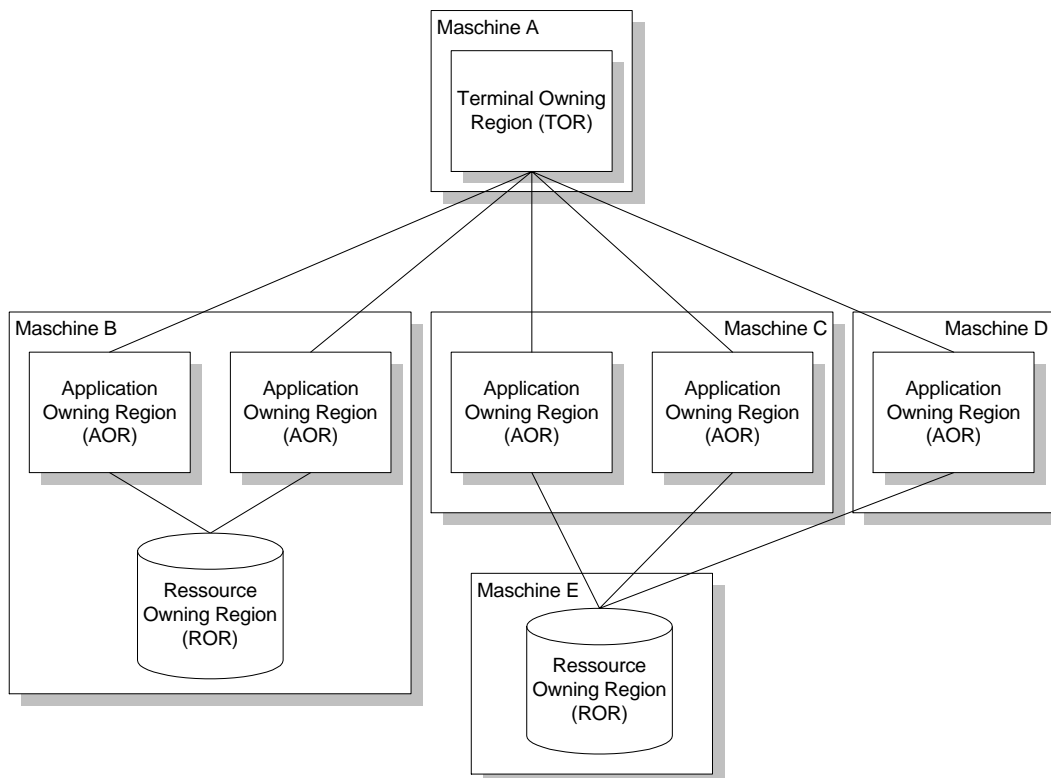 Maschine A
Terminal Owning
Region (TOR)
Maschine B
Application
Owning Region
(AOR)
Application
Owning Region
(AOR)
Ressource
Owning Region
(ROR)
Maschine C
Application
Owning Region
(AOR)
Application
Owning Region
(AOR)
Maschine D
Application
Owning Region
(AOR)
Maschine E
Ressource
Owning Region
(ROR)